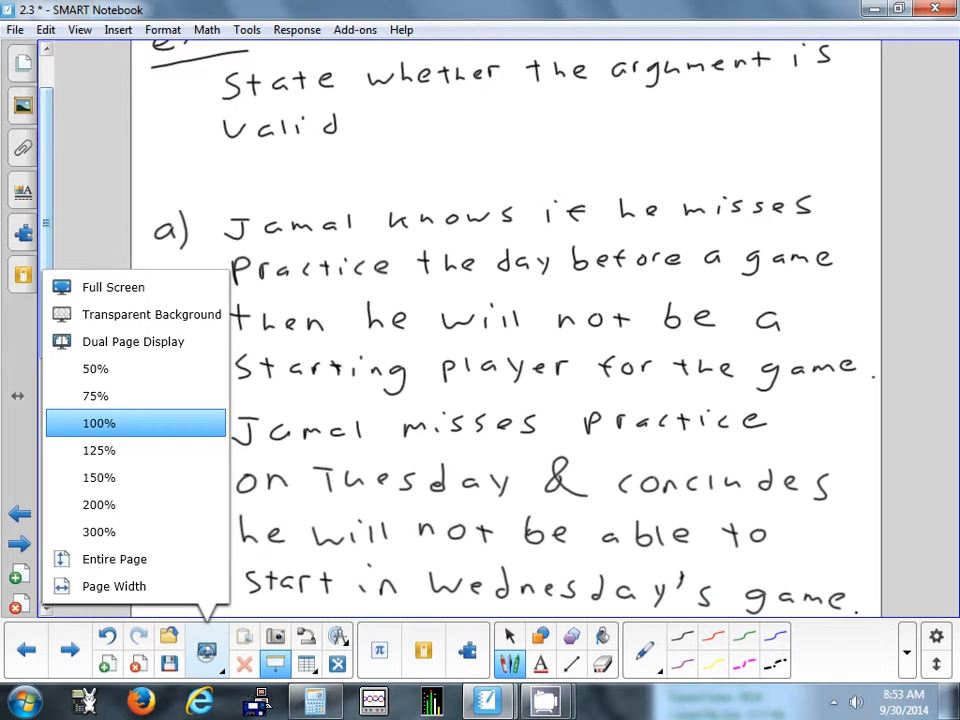 2.3 * - SMART Notebook
File Edit View Insert Format Math Tools Response Add-ons Help
State whether the argument is
valid
a) Jamal knows if he misses
practice the day before a game
then he will not be a
starting player for the game.
Jamal misses practice
on Tuesday & concludes
he will not be able to
start in Wednesday's game.
Full Screen
Transparent Background
Dual Page Display
50%
75%
100%
125%
150%
200%
300%
Entire Page
Page Width
8:53 AM
9/30/2014